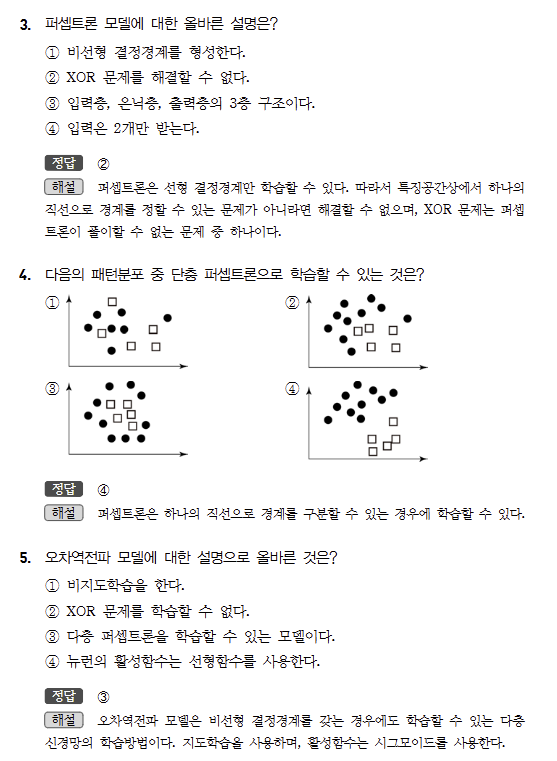 3. 퍼셉트론 모델에 대한 올바른 설명은?
① 비선형 결정경계를 형성한다.
② XOR 문제를 해결할 수 없다.
③ 입력층, 은닉층, 출력층의 3층 구조이다.
④ 입력은 2개만 받는다.
정답 ②
해설 퍼셉트론은 선형 결정경계만 학습할 수 있다. 따라서 특징공간상에서 하나의
직선으로 경계를 정할 수 있는 문제가 아니라면 해결할 수 없으며, XOR 문제는 퍼셉
트론이 풀이할 수 없는 문제 중 하나이다.
4. 다음의 패턴분포 중 단층 퍼셉트론으로 학습할 수 있는 것은?
① ②
③ ④
정답 ④
해설 퍼셉트론은 하나의 직선으로 경계를 구분할 수 있는 경우에 학습할 수 있다.
5. 오차역전파 모델에 대한 설명으로 올바른 것은?
① 비지도학습을 한다.
② XOR 문제를 학습할 수 없다.
③ 다층 퍼셉트론을 학습할 수 있는 모델이다.
④ 뉴런의 활성함수는 선형함수를 사용한다.
정답 ③
해설 오차역전파 모델은 비선형 결정경계를 갖는 경우에도 학습할 수 있는 다층
신경망의 학습방법이다. 지도학습을 사용하며, 활성함수는 시그모이드를 사용한다.